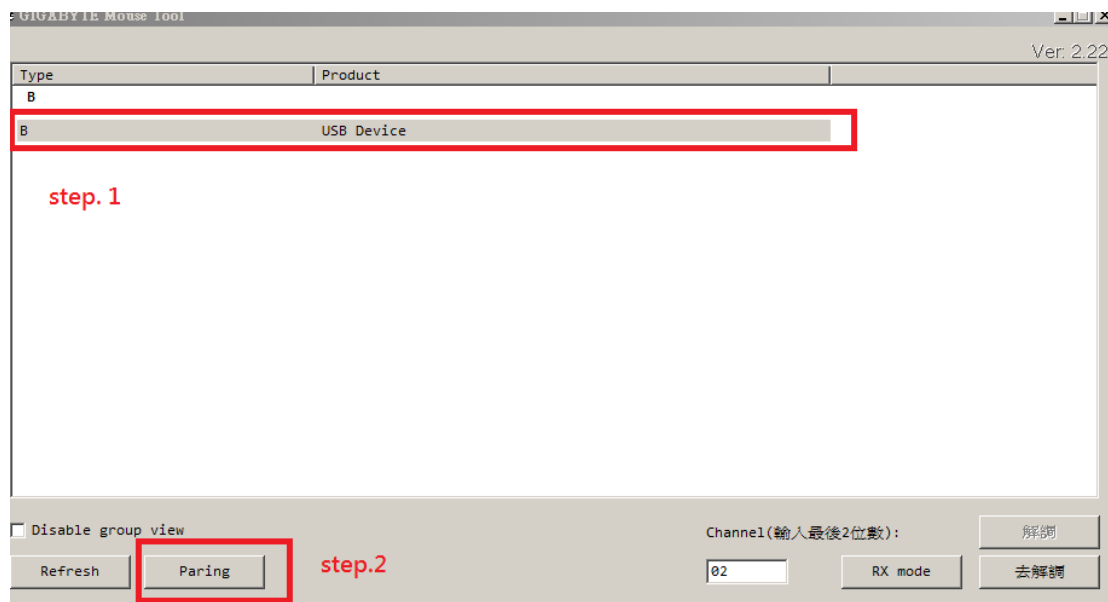 GIGABYTE Mouse Tool
Ver: 2.22
Type Product
B
B USB Device
step. 1
Disable group view
Channel(輸入最後2位數):
解調
Refresh
Paring
step.2
02
RX mode
去解調